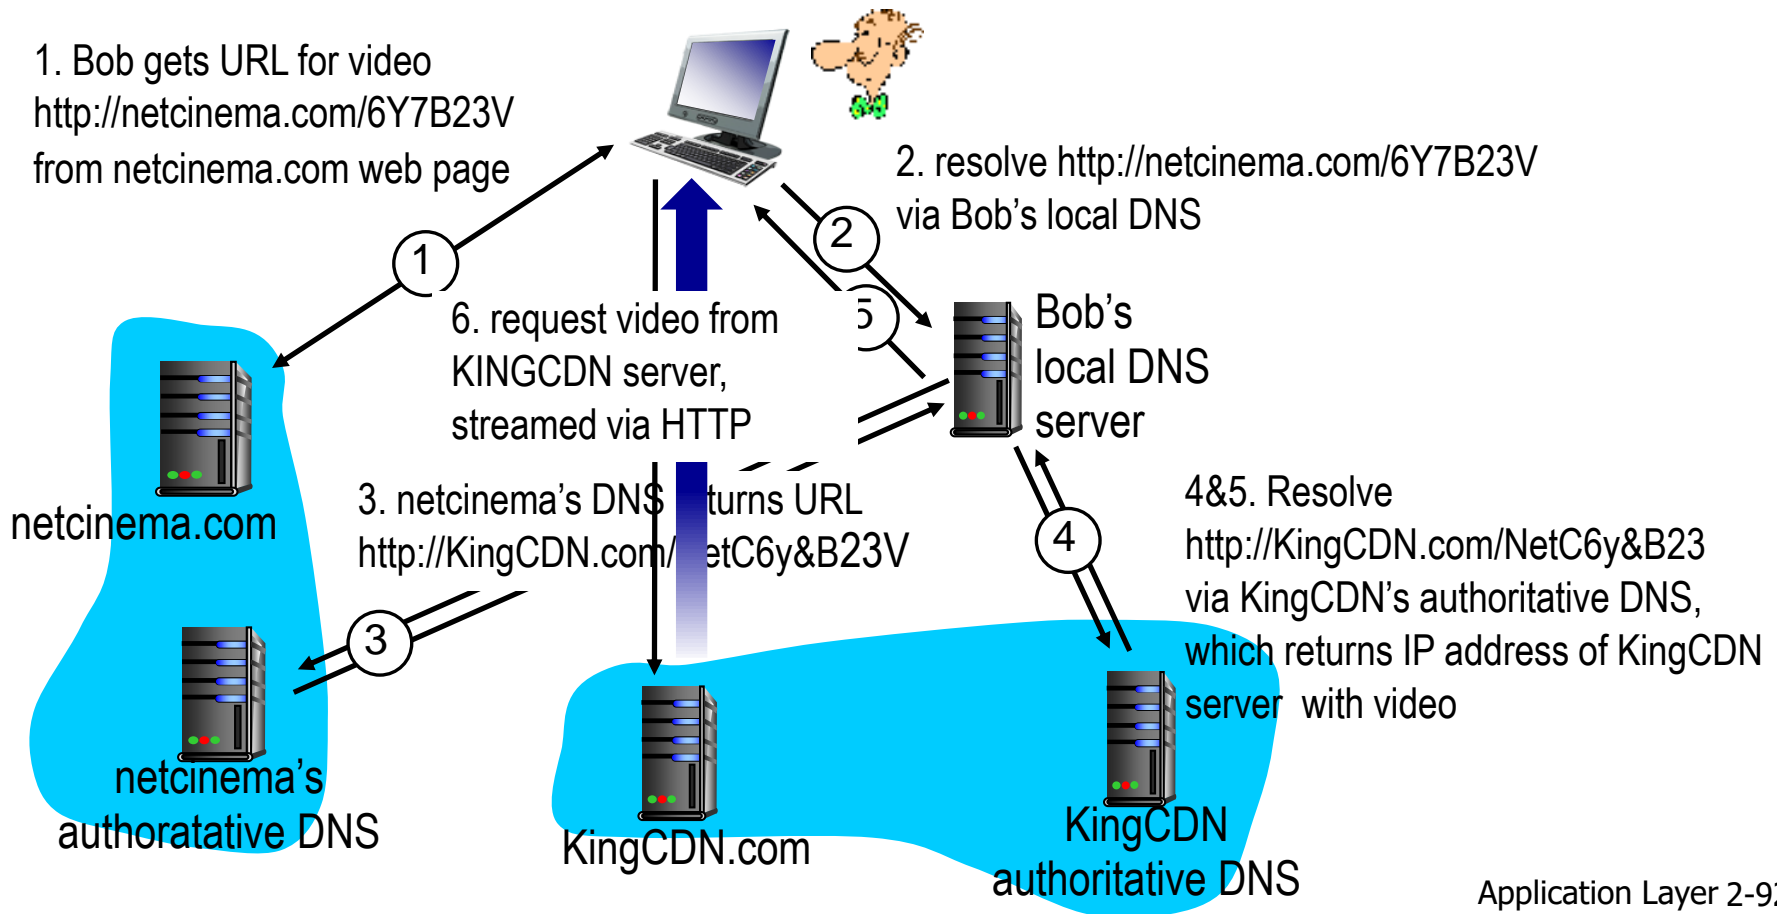 1. Bob gets URL for video
http://netcinema.com/6Y7B23V
from netcinema.com web page
2. resolve http://netcinema.com/6Y7B23V
via Bob's local DNS
1
2
5
6. request video from
KINGCDN server,
streamed via HTTP
Bob's
local DNS
server
netcinema.com
3. netcinema's DNS turns URL
http://KingCDN.com/ etC6y&B23V
4
4&5. Resolve
http://KingCDN.com/NetC6y&B23
via KingCDN's authoritative DNS,
which returns IP address of KingCDN
server with video
3
netcinema's
authoratative DNS
KingCDN.com
KingCDN
authoritative DNS
Application Layer 2-92